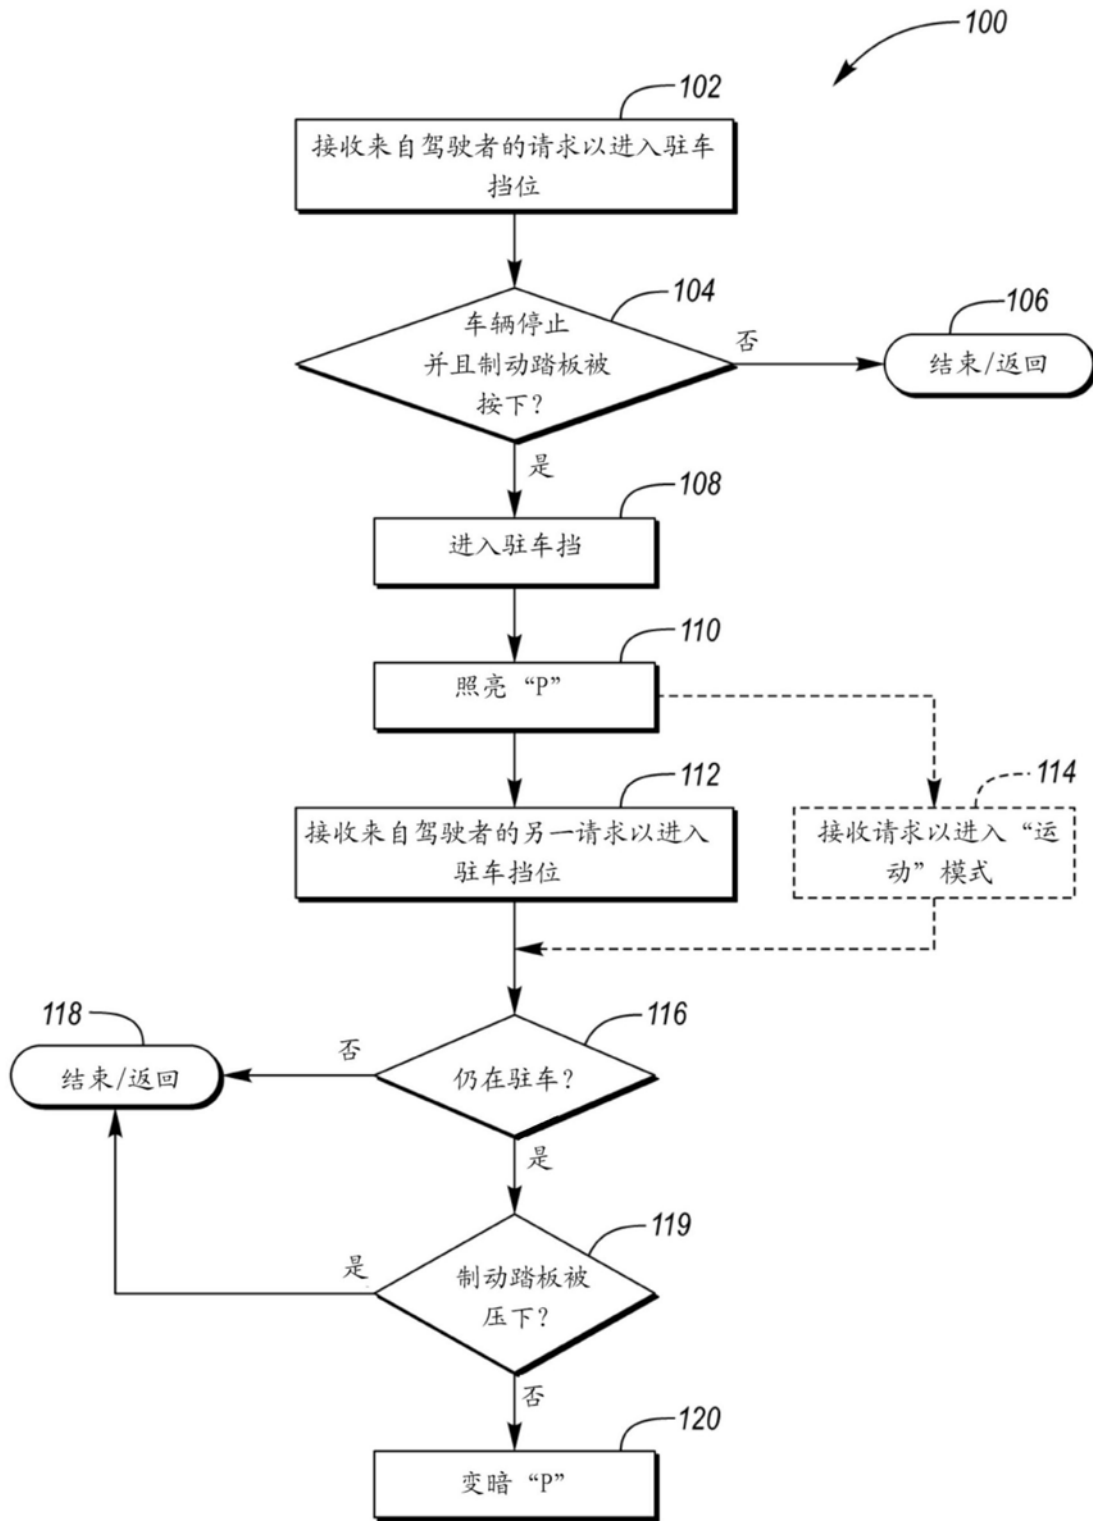 100
102
接收来自驾驶者的请求以进入驻车
挡位
104
车辆停止
并且制动踏板被
按下？
否
106
结束/返回
是
108
进入驻车挡
110
照亮“P”
112
接收来自驾驶者的另一请求以进入
驻车挡位
114
接收请求以进入“运
动”模式
116
仍在驻车？
否
118
结束/返回
是
119
制动踏板被
压下？
是
否
120
变暗“P”